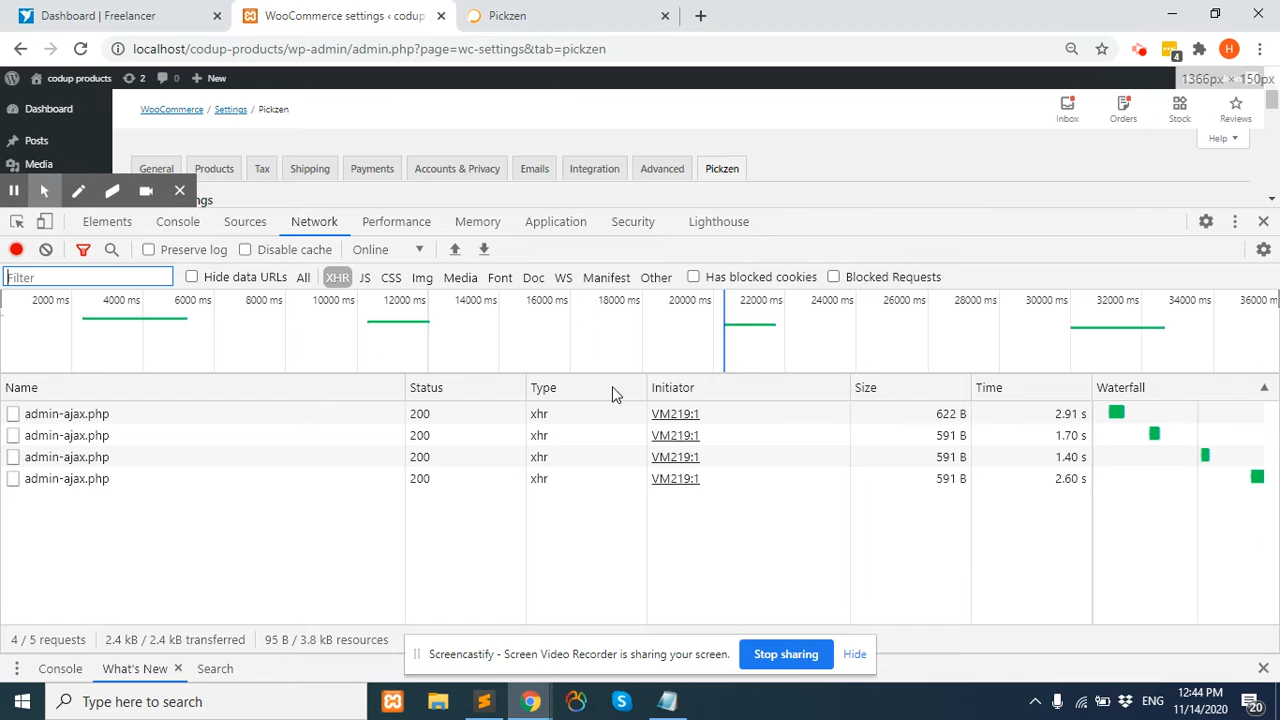 Dashboard | Freelancer
WooCommerce settings ‹ codup
Pickzen
localhost/codup-products/wp-admin/admin.php?page=wc-settings&tab=pickzen
4
H
codup products
2
0
New
1366px × 150px
Dashboard
Posts
Media
WooCommerce / Settings / Pickzen
Inbox
Orders
Stock
Reviews
Help
General
Products
Tax
Shipping
Payments
Accounts & Privacy
Emails
Integration
Advanced
Pickzen
ngs
Elements
Console
Sources
Network
Performance
Memory
Application
Security
Lighthouse
Preserve log
Disable cache
Online
Filter
Hide data URLs
All
XHR
JS
CSS
Img
Media
Font
Doc
WS
Manifest
Other
Has blocked cookies
Blocked Requests
2000 ms 4000 ms 6000 ms 8000 ms 10000 ms 12000 ms 14000 ms 16000 ms 18000 ms 20000 ms 22000 ms 24000 ms 26000 ms 28000 ms 30000 ms 32000 ms 34000 ms 36000 m
Name Status Type Initiator Size Time Waterfall
admin-ajax.php 200 xhr VM219:1 622 B 2.91 s
admin-ajax.php 200 xhr VM219:1 591 B 1.70 s
admin-ajax.php 200 xhr VM219:1 591 B 1.40 s
admin-ajax.php 200 xhr VM219:1 591 B 2.60 s
4 / 5 requests
2.4 kB / 2.4 kB transferred
95 B / 3.8 kB resources
Screencastify - Screen Video Recorder is sharing your screen.
Stop sharing
Hide
Console
What's New
Search
Type here to search
ENG
12:44 PM
11/14/2020
20